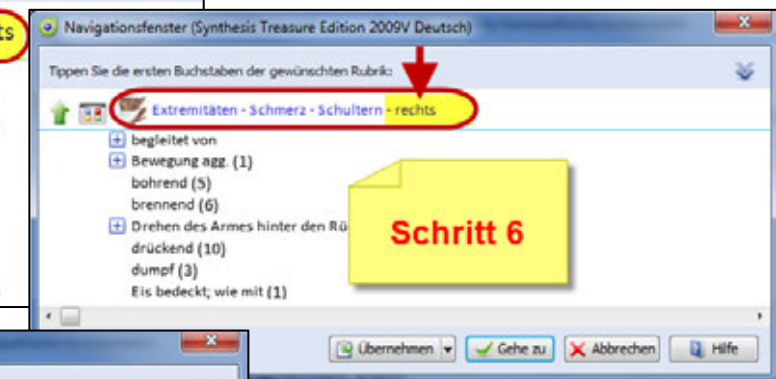 ts
Navigationsfenster (Synthesis Treasure Edition 2009V Deutsch)
Tippen Sie die ersten Buchstaben der gewünschten Rubrik:
Extremitäten - Schmerz - Schultern - rechts
begleitet von
Bewegung agg. (1)
bohrend (5)
brennend (6)
Drehen des Armes hinter den Rü
drückend (10)
dumpf (3)
Eis bedeckt; wie mit (1)
Schritt 6
Übernehmen Gehe zu Abbrechen Hilfe